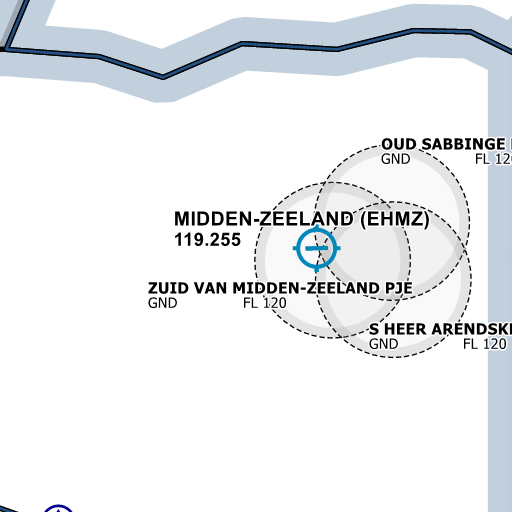 OUD SABBINGE
GND FL 120
MIDDEN-ZEELAND (EHMZ)
119.255
ZUID VAN MIDDEN-ZEELAND PJE
GND FL 120
S HEER ARENDSK
GND FL 120